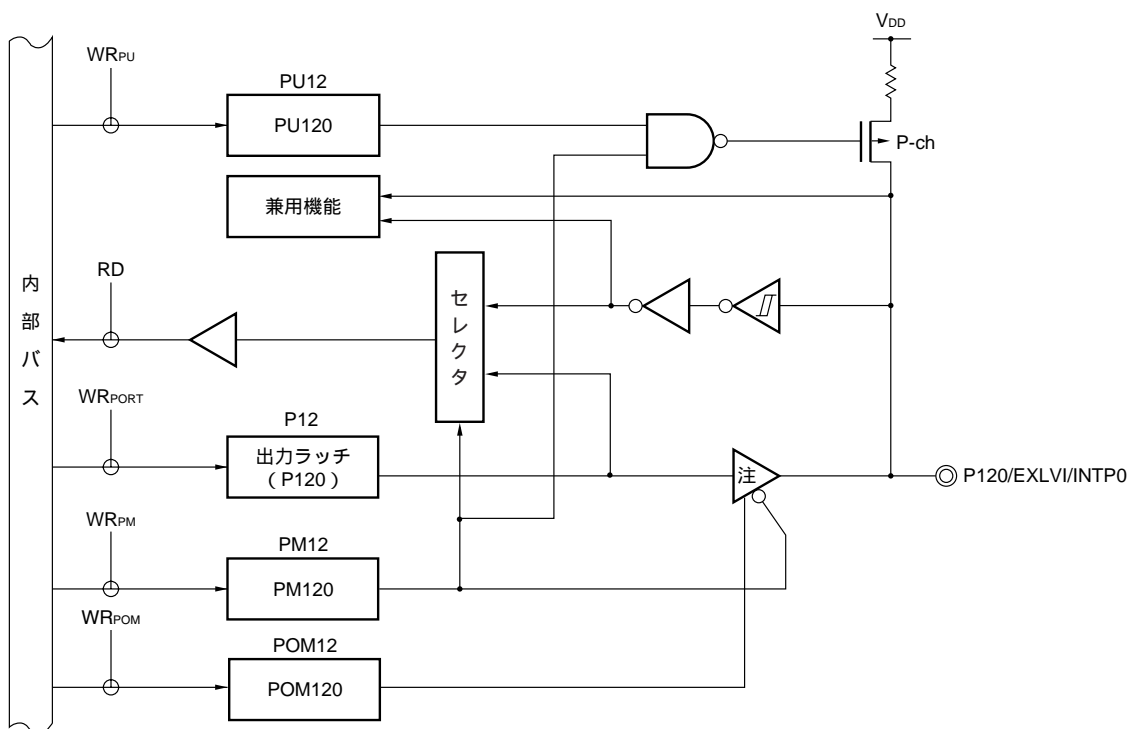 VDD
WRPU
PU12
PU120
P-ch
兼用機能
RD
セレクタ
内部バス
WRPORT
P12
出力ラッチ
（P120）
注
P120/EXLVI/INTP0
WRPM
PM12
PM120
WRPOM
POM12
POM120